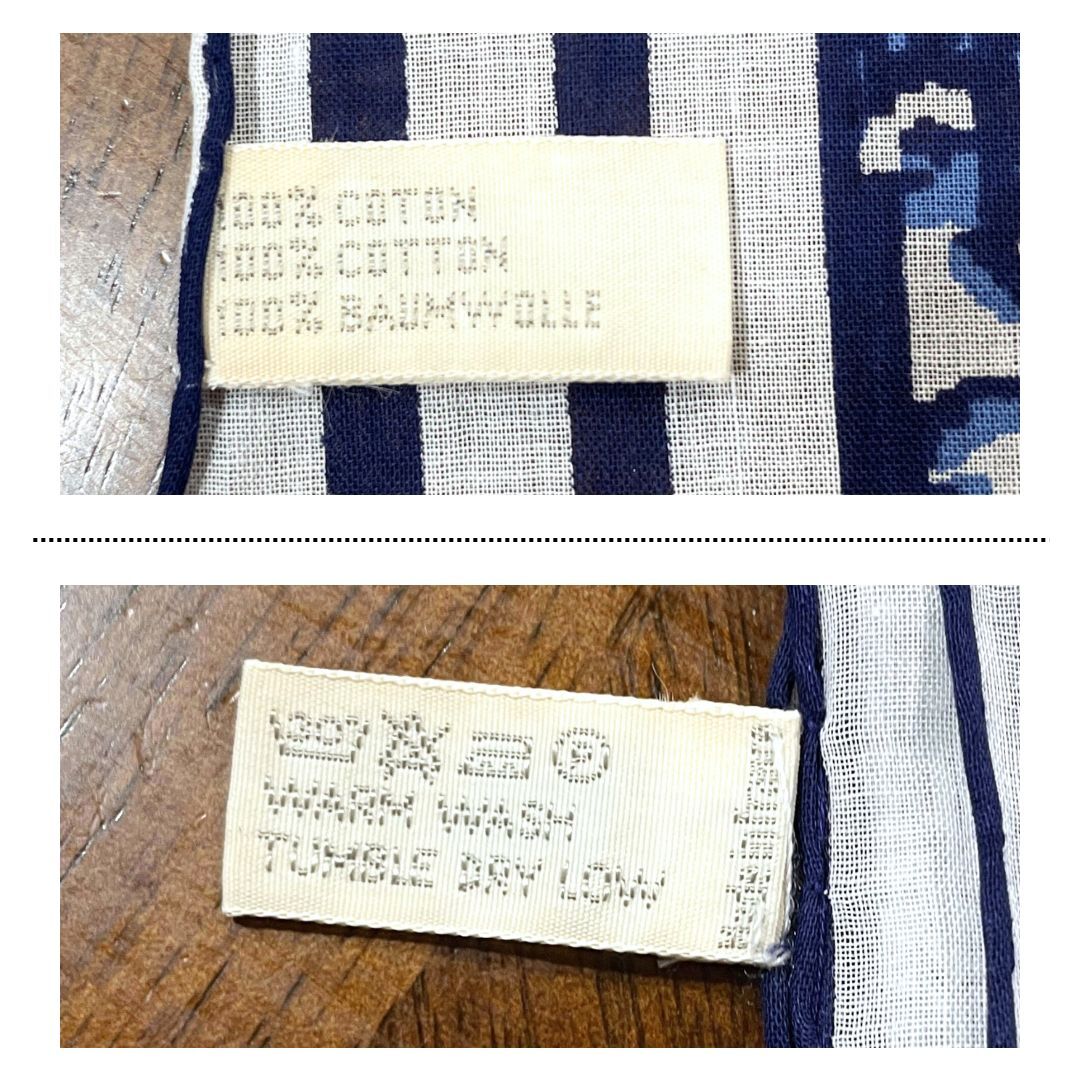 100% COTON
100% COTTON
100% BAUMWOLLE
WARM WASH
TUMBLE DRY LOW